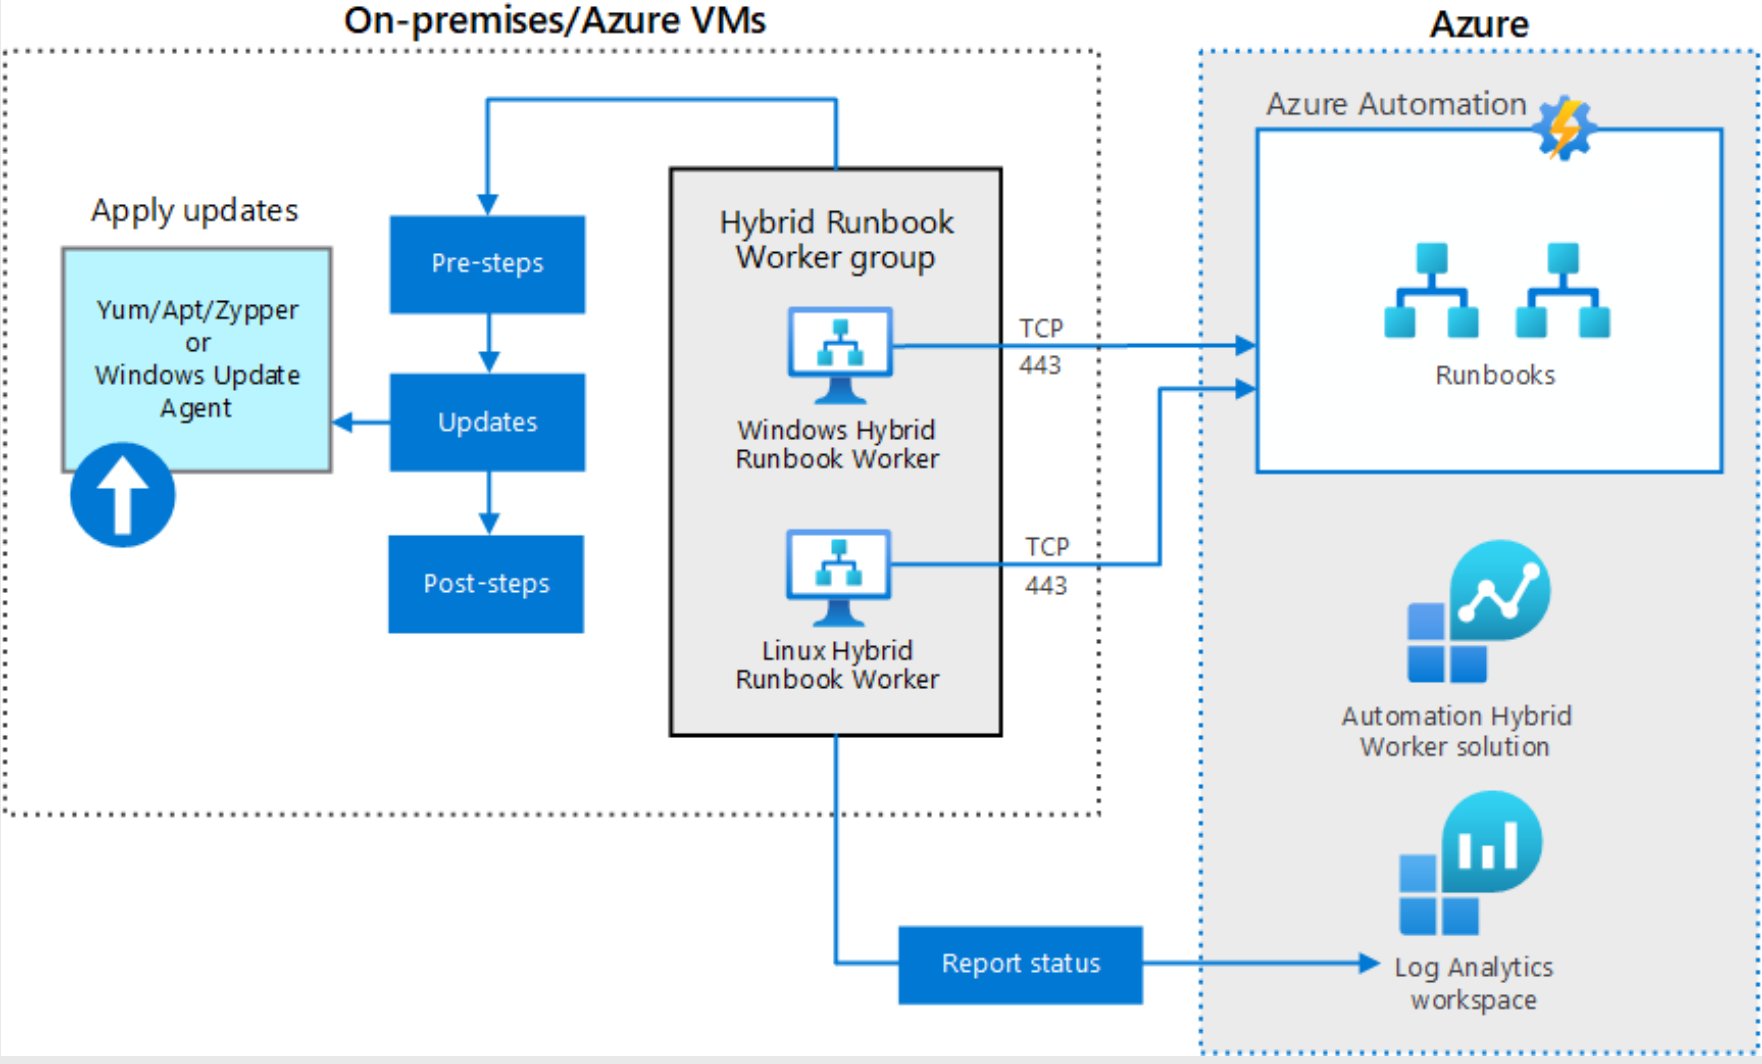 On-premises/Azure VMs
Azure
Azure Automation
Apply updates
Yum/Apt/Zypper
or
Windows Update
Agent
Pre-steps
Updates
Post-steps
Hybrid Runbook
Worker group
Windows Hybrid
Runbook Worker
Linux Hybrid
Runbook Worker
TCP
443
TCP
443
Runbooks
Automation Hybrid
Worker solution
Report status
Log Analytics
workspace